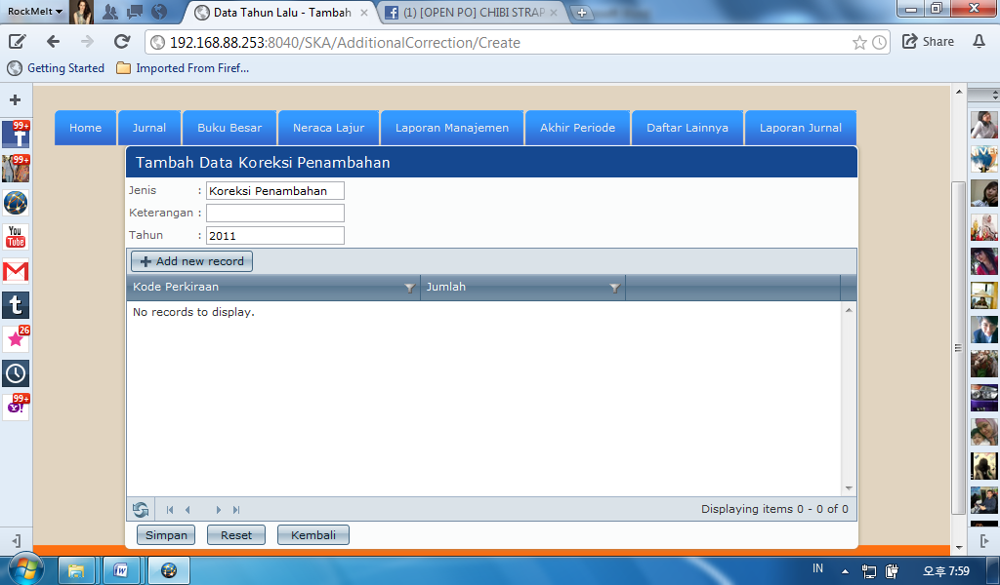 RockMelt
Data Tahun Lalu - Tambah
(1) [OPEN PO] CHIBI STRAP
192.168.88.253:8040/SKA/AdditionalCorrection/Create
Share
Getting Started
Imported From Firef...
Home
Jurnal
Buku Besar
Neraca Lajur
Laporan Manajemen
Akhir Periode
Daftar Lainnya
Laporan Jurnal
Tambah Data Koreksi Penambahan
Jenis : Koreksi Penambahan
Keterangan :
Tahun : 2011
Add new record
Kode Perkiraan
Jumlah
No records to display.
Displaying items 0 - 0 of 0
Simpan
Reset
Kembali
99+
99+
You
Tube
t
26
99+
Y!
IN
오후 7:59